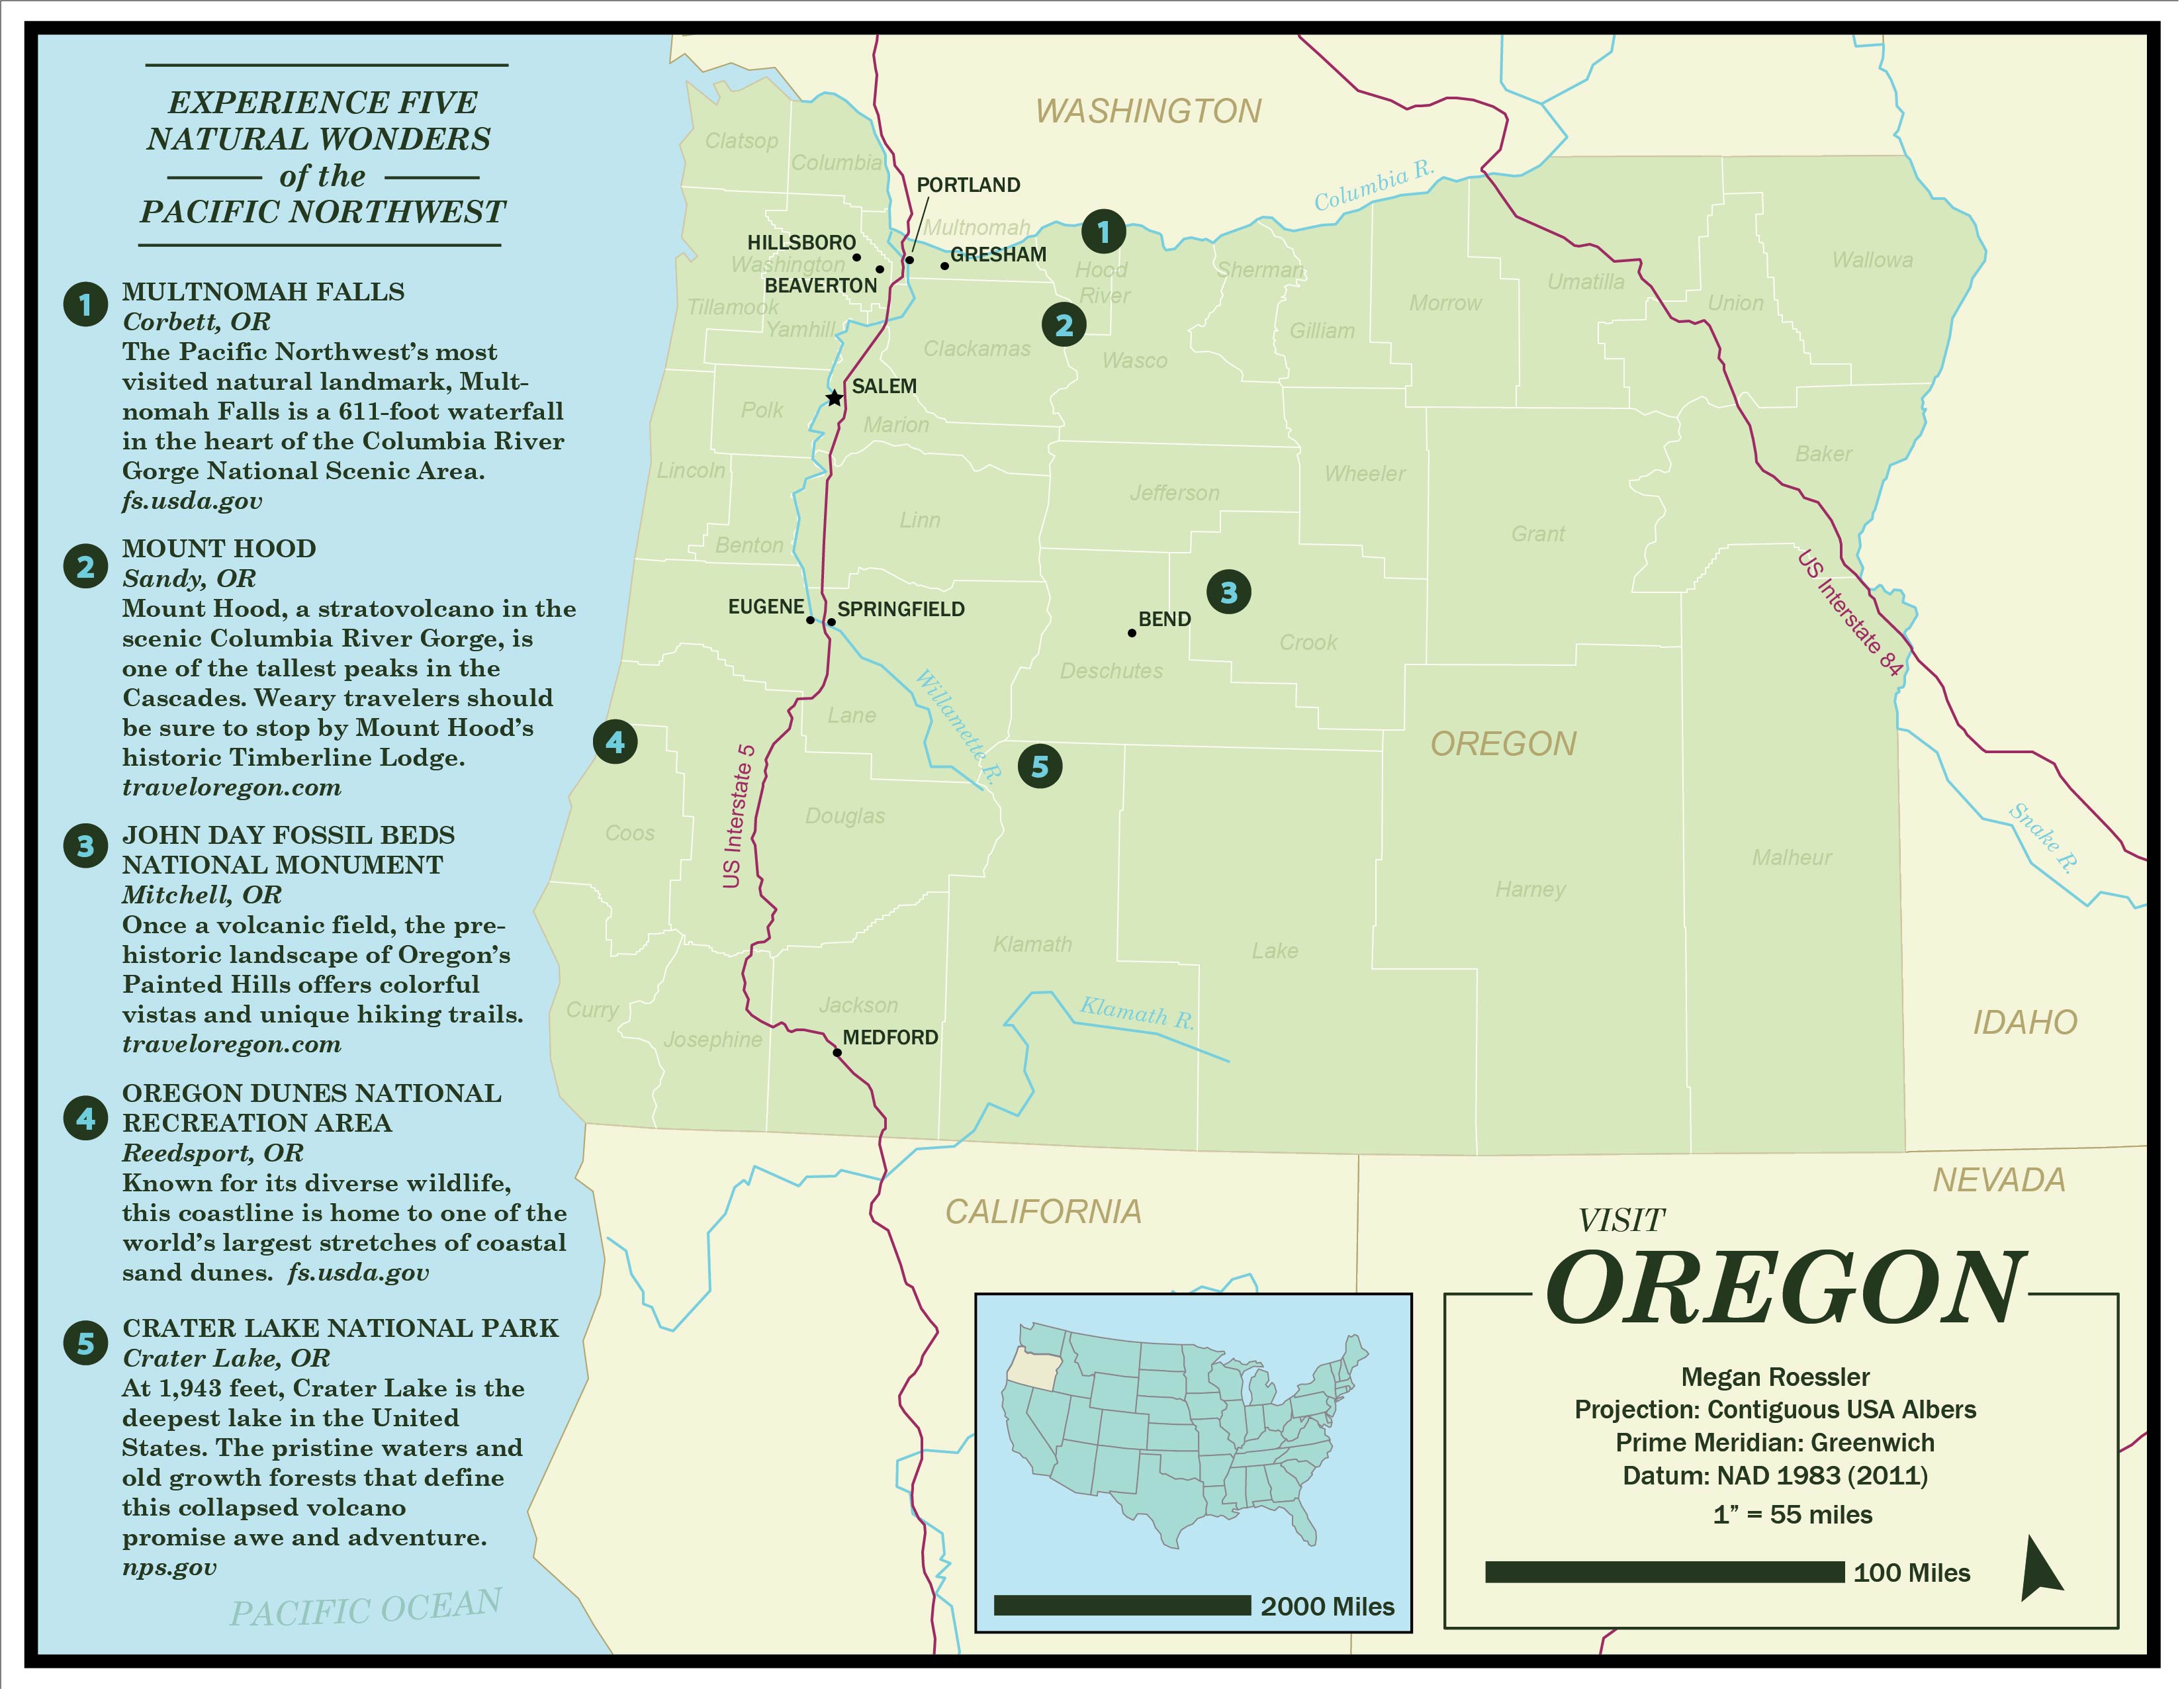 EXPERIENCE FIVE
NATURAL WONDERS
of the
PACIFIC NORTHWEST
1
MULTNOMAH FALLS
Corbett, OR
The Pacific Northwest’s most
visited natural landmark, Mult-
nomah Falls is a 611-foot waterfall
in the heart of the Columbia River
Gorge National Scenic Area.
fs.usda.gov
2
MOUNT HOOD
Sandy, OR
Mount Hood, a stratovolcano in the
scenic Columbia River Gorge, is
one of the tallest peaks in the
Cascades. Weary travelers should
be sure to stop by Mount Hood’s
historic Timberline Lodge.
traveloregon.com
3
JOHN DAY FOSSIL BEDS
NATIONAL MONUMENT
Mitchell, OR
Once a volcanic field, the pre-
historic landscape of Oregon’s
Painted Hills offers colorful
vistas and unique hiking trails.
traveloregon.com
4
OREGON DUNES NATIONAL
RECREATION AREA
Reedsport, OR
Known for its diverse wildlife,
this coastline is home to one of the
world’s largest stretches of coastal
sand dunes. fs.usda.gov
5
CRATER LAKE NATIONAL PARK
Crater Lake, OR
At 1,943 feet, Crater Lake is the
deepest lake in the United
States. The pristine waters and
old growth forests that define
this collapsed volcano
promise awe and adventure.
nps.gov
PACIFIC OCEAN
WASHINGTON
Clatsop
Columbia
Columbia R.
PORTLAND
Multnomah
1
HILLSBORO
GRESHAM
Washington
BEAVERTON
Hood
River
Sherman
Wallowa
Umatilla
Union
Morrow
Tillamook
Yamhill
2
Gilliam
Clackamas
Wasco
SALEM
Polk
Marion
Baker
Lincoln
Wheeler
Jefferson
Linn
Grant
Benton
US Interstate 84
3
EUGENE
SPRINGFIELD
BEND
Crook
Deschutes
Willamette R.
Lane
4
OREGON
5
US Interstate 5
Douglas
Coos
Snake R.
Malheur
Harney
Klamath
Lake
Curry
Jackson
Klamath R.
Josephine
MEDFORD
IDAHO
NEVADA
CALIFORNIA
2000 Miles
VISIT
OREGON
Megan Roessler
Projection: Contiguous USA Albers
Prime Meridian: Greenwich
Datum: NAD 1983 (2011)
1” = 55 miles
100 Miles